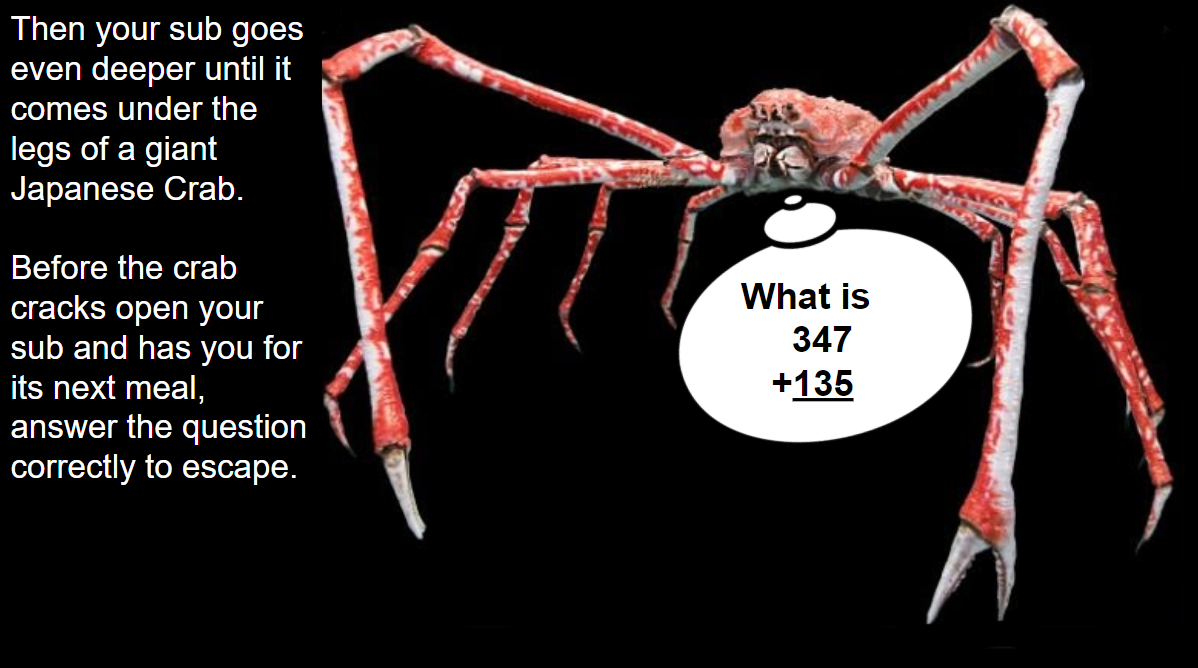 Then your sub goes
even deeper until it
comes under the
legs of a giant
Japanese Crab.
Before the crab
cracks open your
sub and has you for
its next meal,
answer the question
correctly to escape.
What is
347
+135